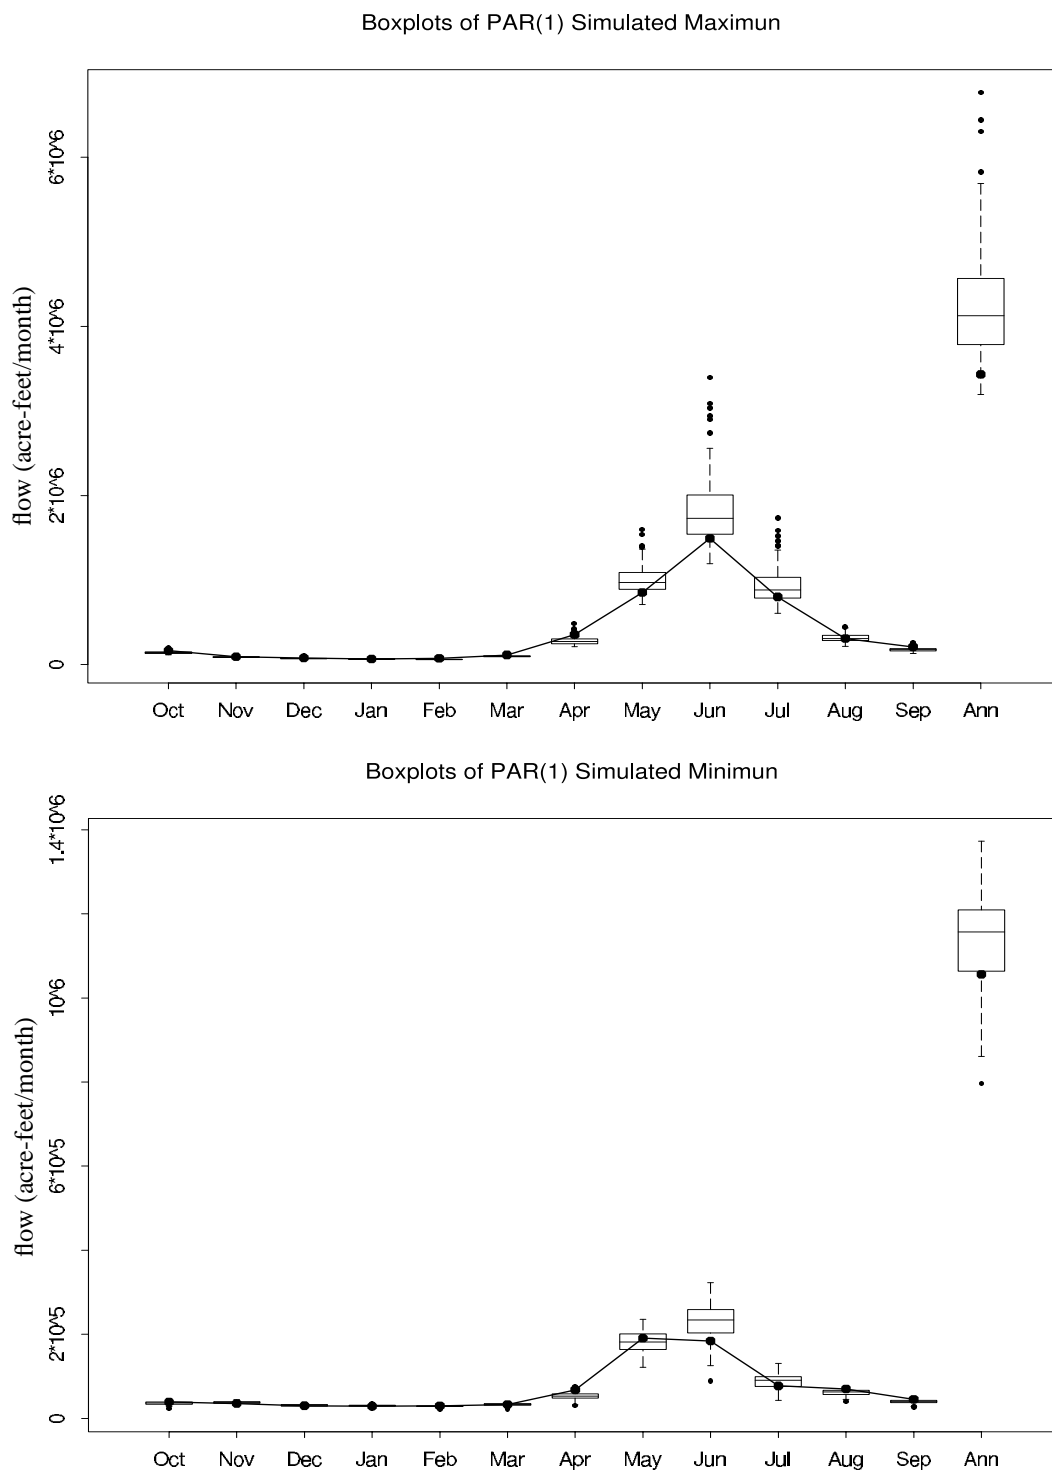 Boxplots of PAR(1) Simulated Maximun
6*10^6
4*10^6
2*10^6
0
flow (acre-feet/month)
Oct Nov Dec Jan Feb Mar Apr May Jun Jul Aug Sep Ann
Boxplots of PAR(1) Simulated Minimun
1.4*10^6
10^6
6*10^5
2*10^5
0
flow (acre-feet/month)
Oct Nov Dec Jan Feb Mar Apr May Jun Jul Aug Sep Ann